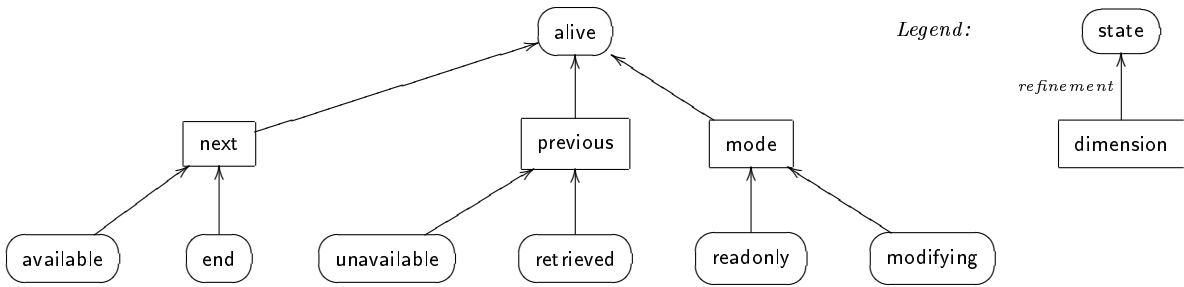 alive
Legend:
state
refinement
next
previous
mode
dimension
available
end
unavailable
retrieved
readonly
modifying